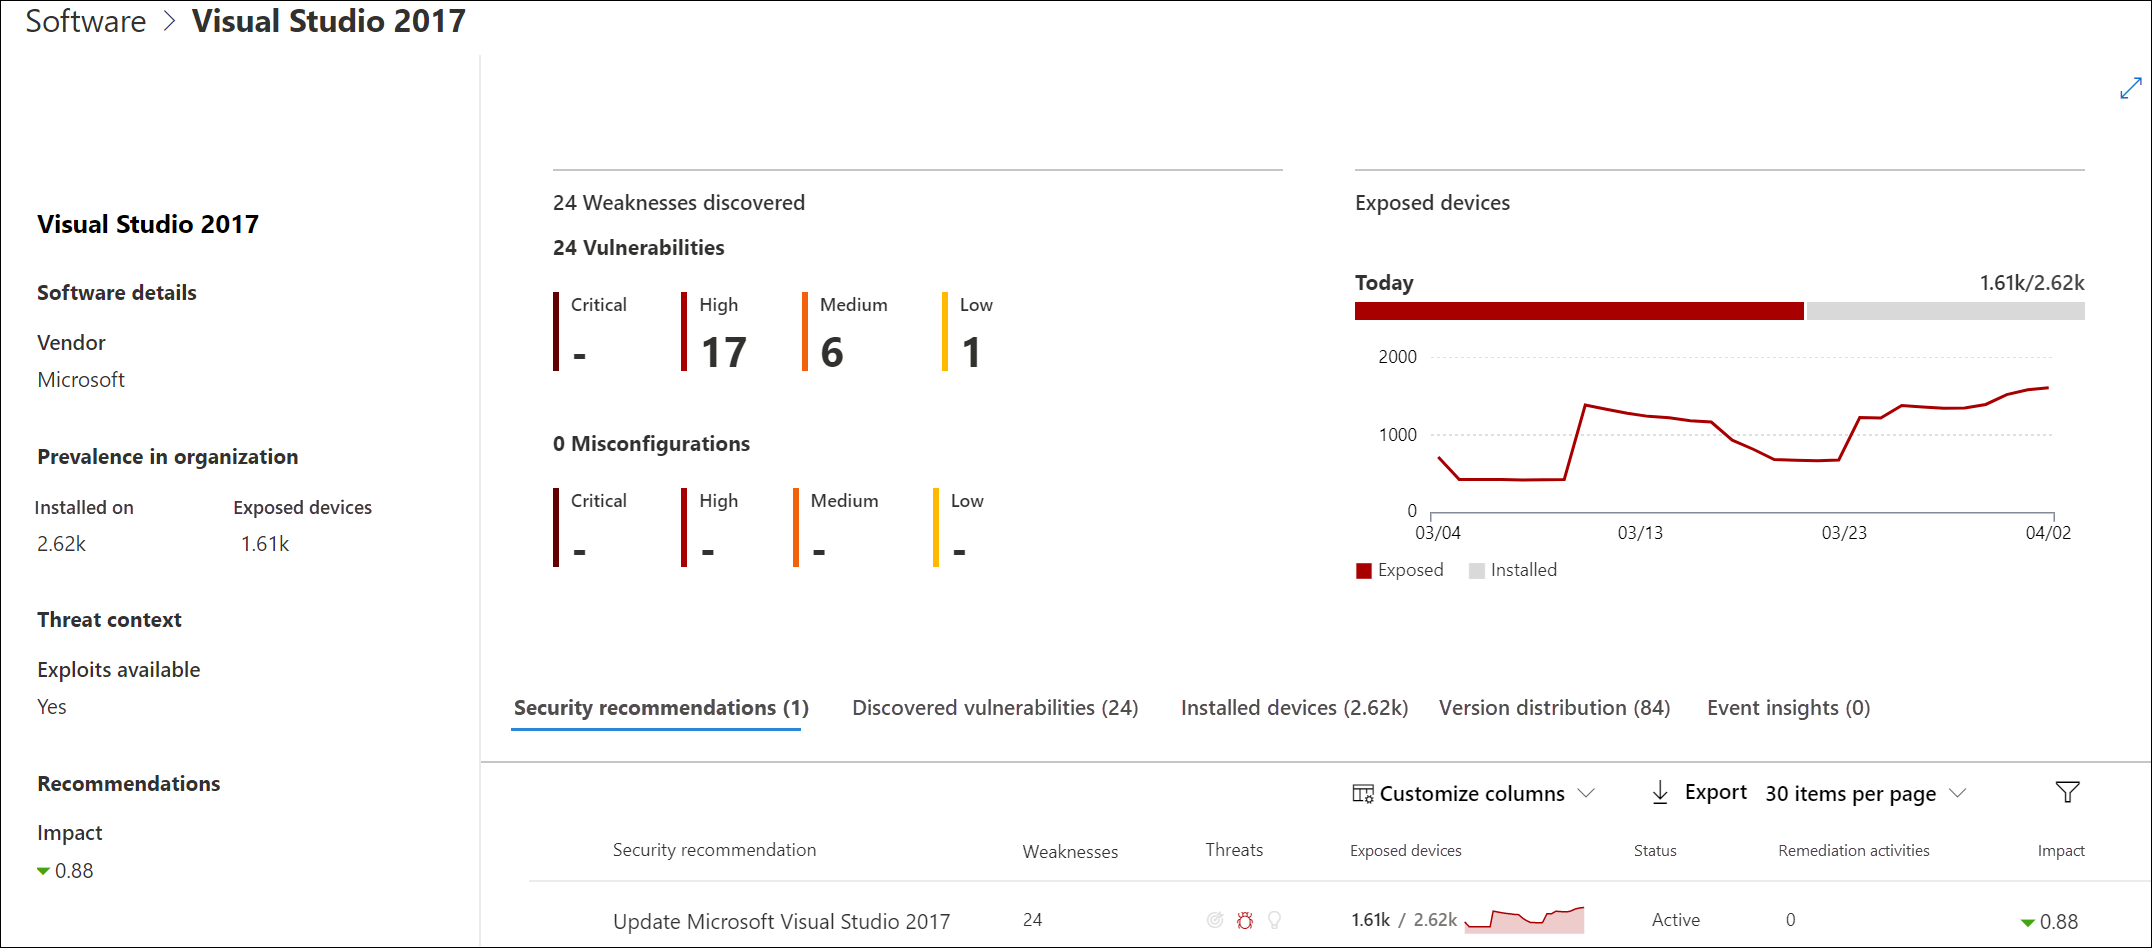 Software > Visual Studio 2017
Visual Studio 2017
Software details
Vendor
Microsoft
Prevalence in organization
Installed on Exposed devices
2.62k 1.61k
Threat context
Exploits available
Yes
Recommendations
Impact
0.88
24 Weaknesses discovered
24 Vulnerabilities
Critical High Medium Low
- 17 6 1
0 Misconfigurations
Critical High Medium Low
- - - -
Exposed devices
Today 1.61k/2.62k
2000
1000
0
03/04 03/13 03/23 04/02
Exposed Installed
Security recommendations (1) Discovered vulnerabilities (24) Installed devices (2.62k) Version distribution (84) Event insights (0)
Customize columns Export 30 items per page
Security recommendation Weaknesses Threats Exposed devices Status Remediation activities Impact
Update Microsoft Visual Studio 2017 24 1.61k / 2.62k Active 0 0.88